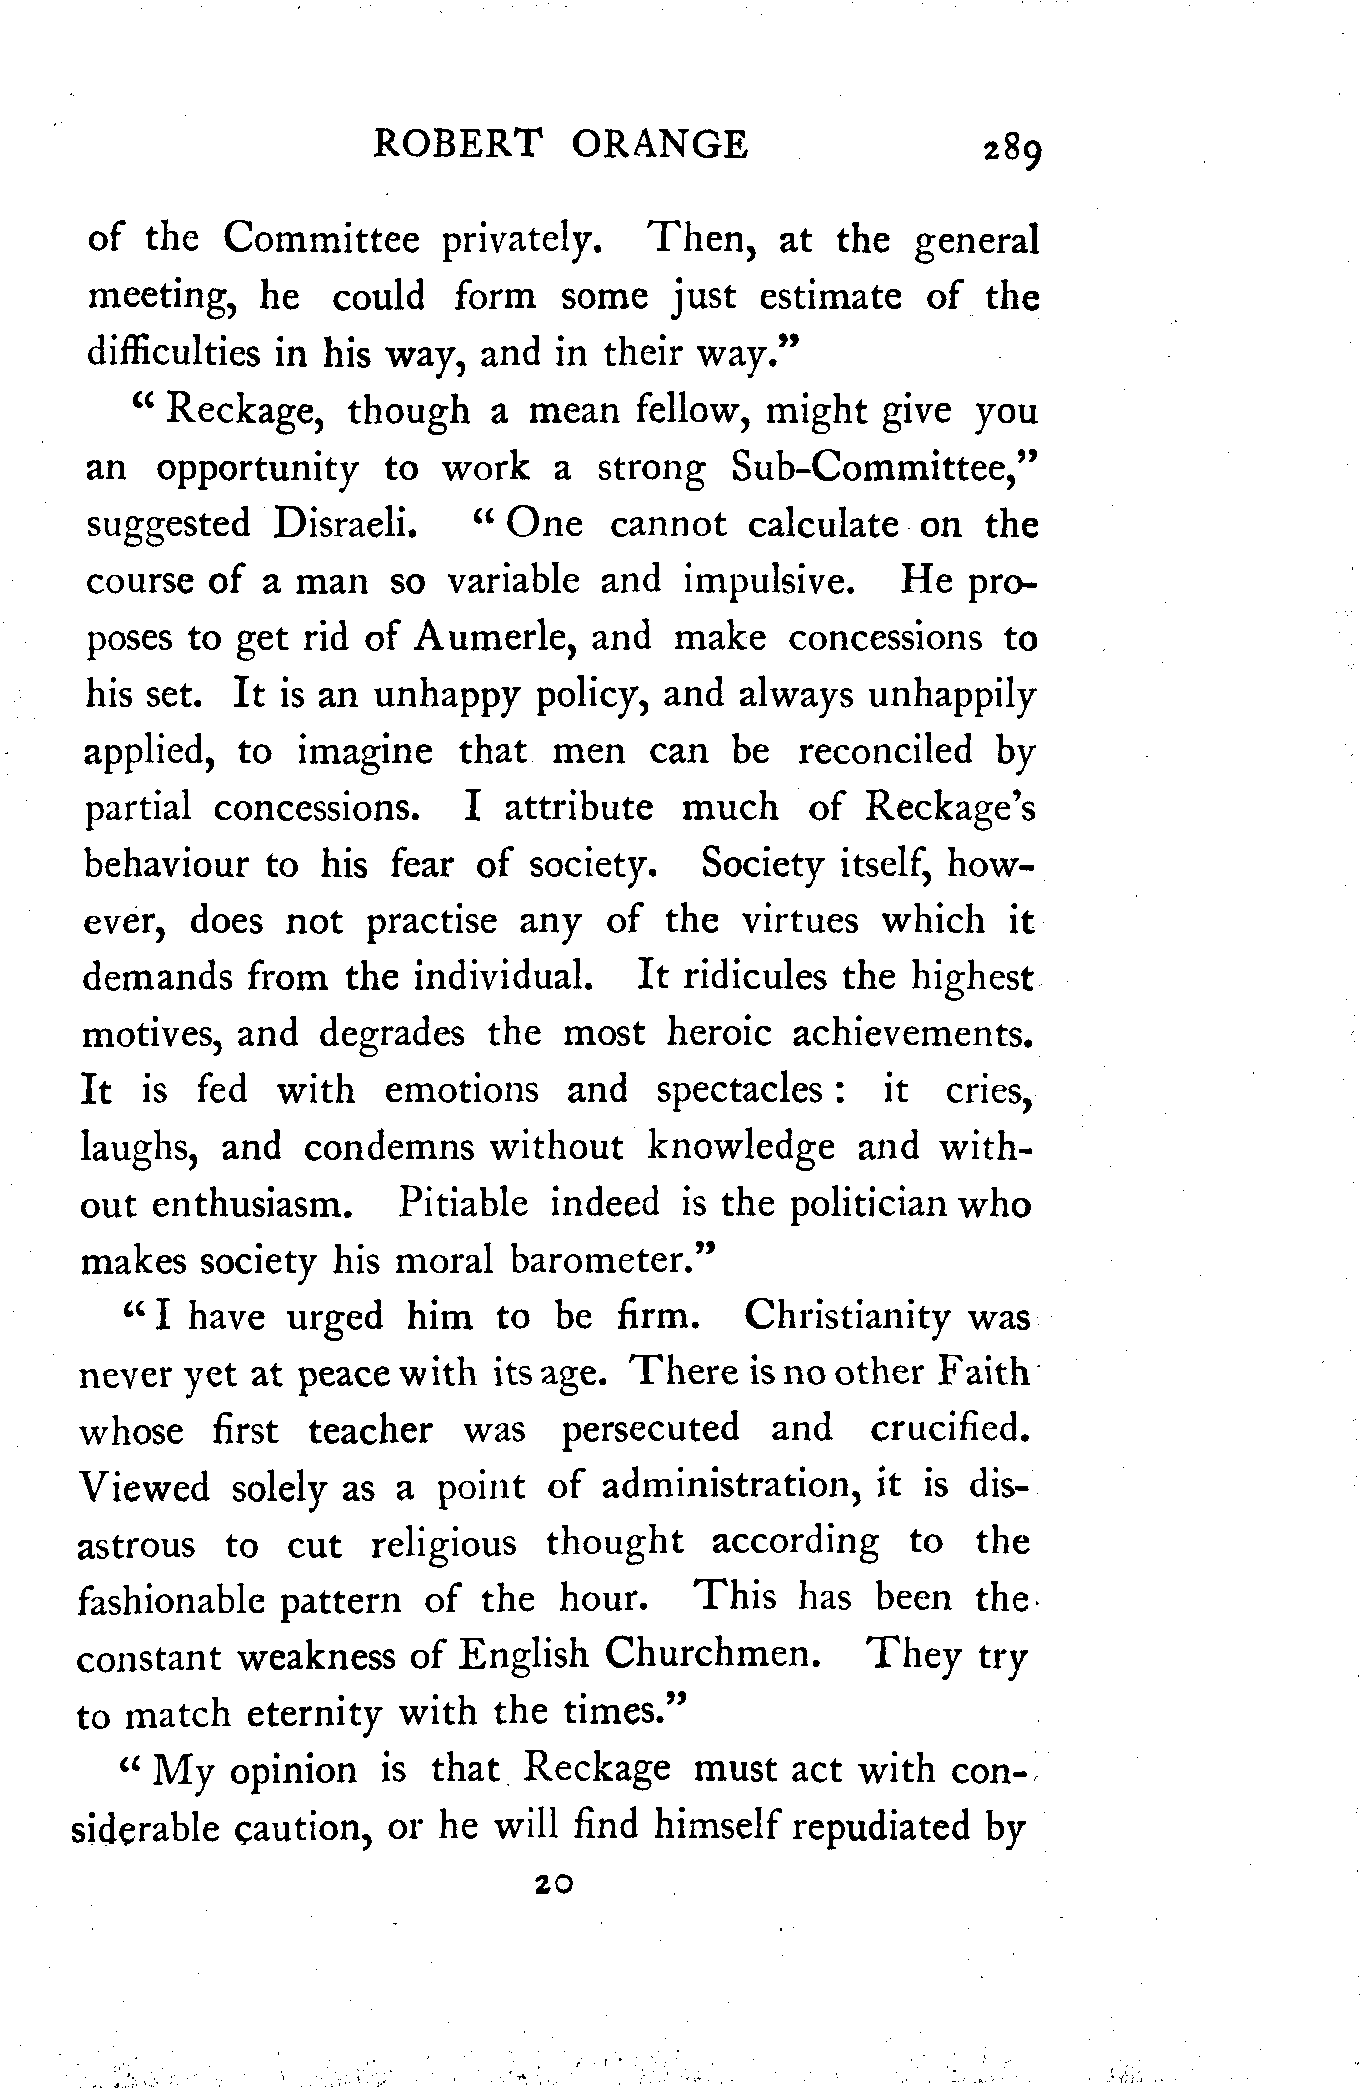 ROBERT ORANGE 289
of the Committee privately. Then, at the general
meeting, he could form some just estimate of the
difficulties in his way, and in their way."
" Reckage, though a mean fellow, might give you
an opportunity to work a strong Sub-Committee,"
suggested Disraeli. " One cannot calculate on the
course of a man so variable and impulsive. He pro-
poses to get rid of Aumerle, and make concessions to
his set. It is an unhappy policy, and always unhappily
applied, to imagine that men can be reconciled by
partial concessions. I attribute much of Reckage's
behaviour to his fear of society. Society itself, how-
ever, does not practise any of the virtues which it
demands from the individual. It ridicules the highest
motives, and degrades the most heroic achievements.
It is fed with emotions and spectacles : it cries,
laughs, and condemns without knowledge and with-
out enthusiasm. Pitiable indeed is the politician who
makes society his moral barometer."
" I have urged him to be firm. Christianity was
never yet at peace with its age. There is no other Faith
whose first teacher was persecuted and crucified.
Viewed solely as a point of administration, it is dis-
astrous to cut religious thought according to the
fashionable pattern of the hour. This has been the
constant weakness of English Churchmen. They try
to match eternity with the times."
" My opinion is that Reckage must act with con-
siderable caution, or he will find himself repudiated by
20